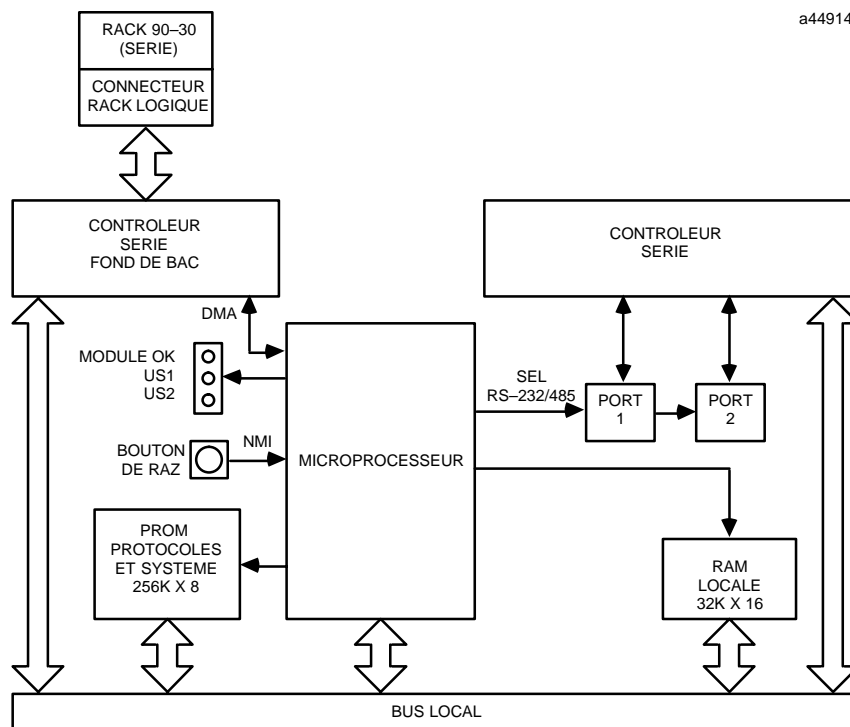 a44914
RACK 90–30
(SERIE)
CONNECTEUR
RACK LOGIQUE
CONTROLEUR
SERIE
FOND DE BAC
CONTROLEUR
SERIE
DMA
MODULE OK
US1
US2
SEL
RS–232/485
PORT
1
PORT
2
BOUTON
DE RAZ
NMI
MICROPROCESSEUR
PROM
PROTOCOLES
ET SYSTEME
256K X 8
RAM
LOCALE
32K X 16
BUS LOCAL